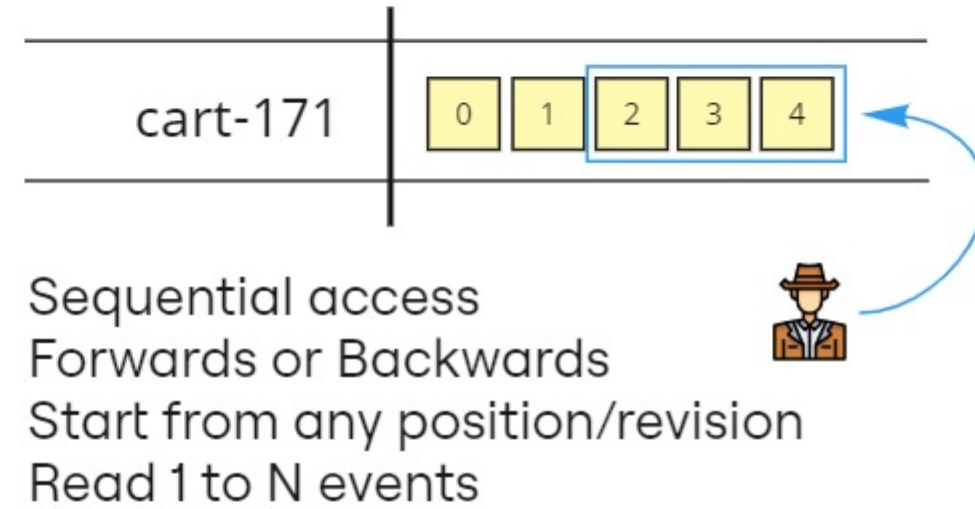 cart-171
0 1 2 3 4
Sequential access
Forwards or Backwards
Start from any position/revision
Read 1 to N events